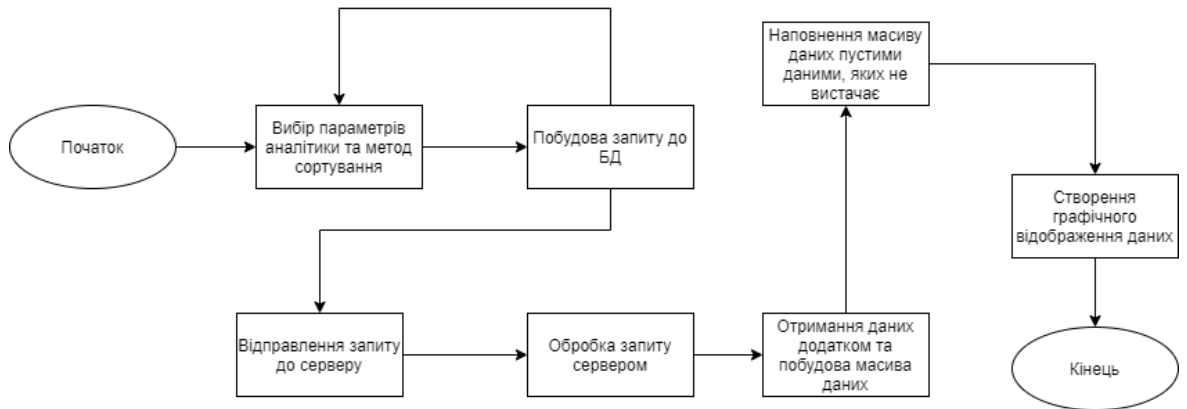 Початок
Вибір параметрів
аналітики та метод
сортування
Побудова запиту до
БД
Відправлення запиту
до серверу
Обробка запиту
сервером
Отримання даних
додатком та
побудова масива
даних
Наповнення масиву
даних пустими
даними, яких не
вистачає
Створення
графічного
відображення даних
Кінець